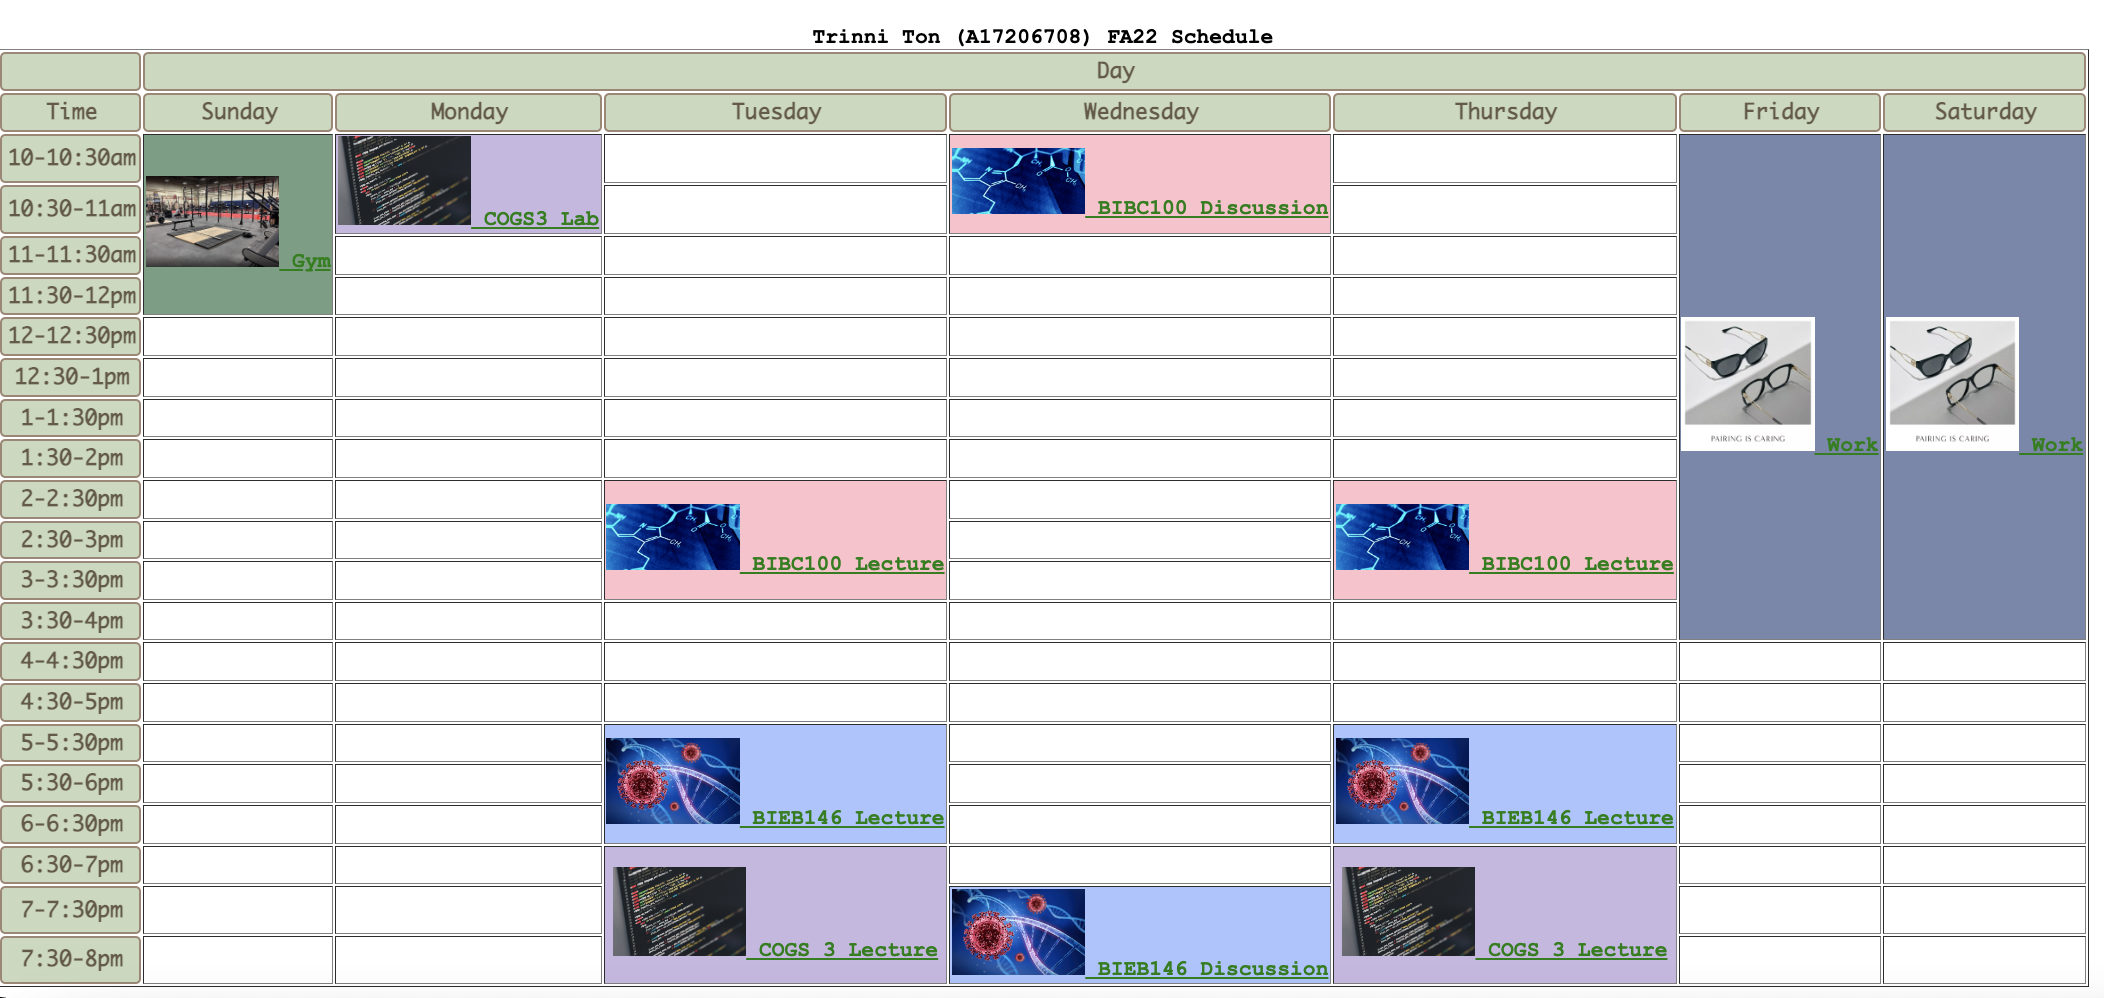 Trinni Ton (A17206708) FA22 Schedule
Day
Time Sunday Monday Tuesday Wednesday Thursday Friday Saturday
10-10:30am
10:30-11am COGS3 Lab BIBC100 Discussion
11-11:30am Gym
11:30-12pm
12-12:30pm
12:30-1pm
1-1:30pm
PAIRING IS CARING PAIRING IS CARING
1:30-2pm Work Work
2-2:30pm
2:30-3pm
3-3:30pm BIBC100 Lecture BIBC100 Lecture
3:30-4pm
4-4:30pm
4:30-5pm
5-5:30pm
5:30-6pm
6-6:30pm BIEB146 Lecture BIEB146 Lecture
6:30-7pm
7-7:30pm
7:30-8pm COGS 3 Lecture BIEB146 Discussion COGS 3 Lecture